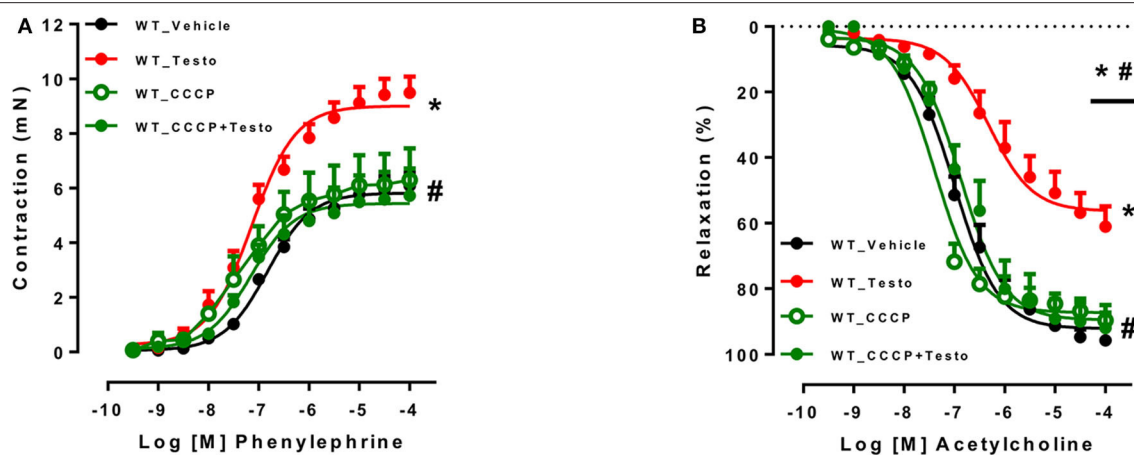 A
Contraction (mN)
12
10
8
6
4
2
0
WT_Vehicle
WT_Testo
WT_CCCP
WT_CCCP+Testo
*
#
-10 -9 -8 -7 -6 -5 -4
Log [M] Phenylephrine
B
Relaxation (%)
0
20
40
60
80
100
* #
*
#
WT_Vehicle
WT_Testo
WT_CCCP
WT_CCCP+Testo
-10 -9 -8 -7 -6 -5 -4
Log [M] Acetylcholine